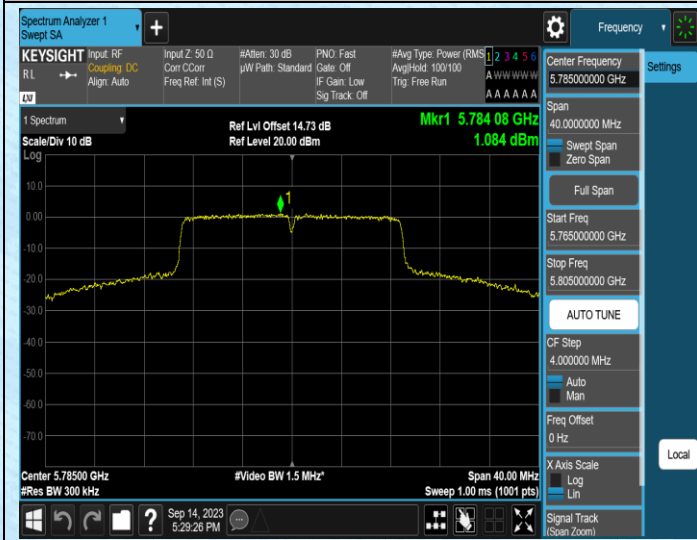 Spectrum Analyzer 1
Swept SA
+
Frequency
KEYSIGHT
RL
LXI
Input: RF
Coupling: DC
Align: Auto
Input Z: 50 Ω
Corr CCorr
Freq Ref: Int (S)
#Atten: 30 dB
µW Path: Standard
PNO: Fast
Gate: Off
IF Gain: Low
Sig Track: Off
#Avg Type: Power (RMS)
Avg|Hold: 100/100
Trig: Free Run
1 2 3 4 5 6
A W W W W W
A A A A A A
1 Spectrum
Scale/Div 10 dB
Log
Ref Lvl Offset 14.73 dB
Ref Level 20.00 dBm
Mkr1 5.784 08 GHz
1.084 dBm
10.0
0.00
-10.0
-20.0
-30.0
-40.0
-50.0
-60.0
-70.0
1
Center 5.78500 GHz
#Res BW 300 kHz
#Video BW 1.5 MHz*
Span 40.00 MHz
Sweep 1.00 ms (1001 pts)
?
Sep 14, 2023
5:29:26 PM
Center Frequency
5.785000000 GHz
Span
40.0000000 MHz
Swept Span
Zero Span
Full Span
Start Freq
5.765000000 GHz
Stop Freq
5.805000000 GHz
AUTO TUNE
CF Step
4.000000 MHz
Auto
Man
Freq Offset
0 Hz
X Axis Scale
Log
Lin
Signal Track
(Span Zoom)
Settings
Local